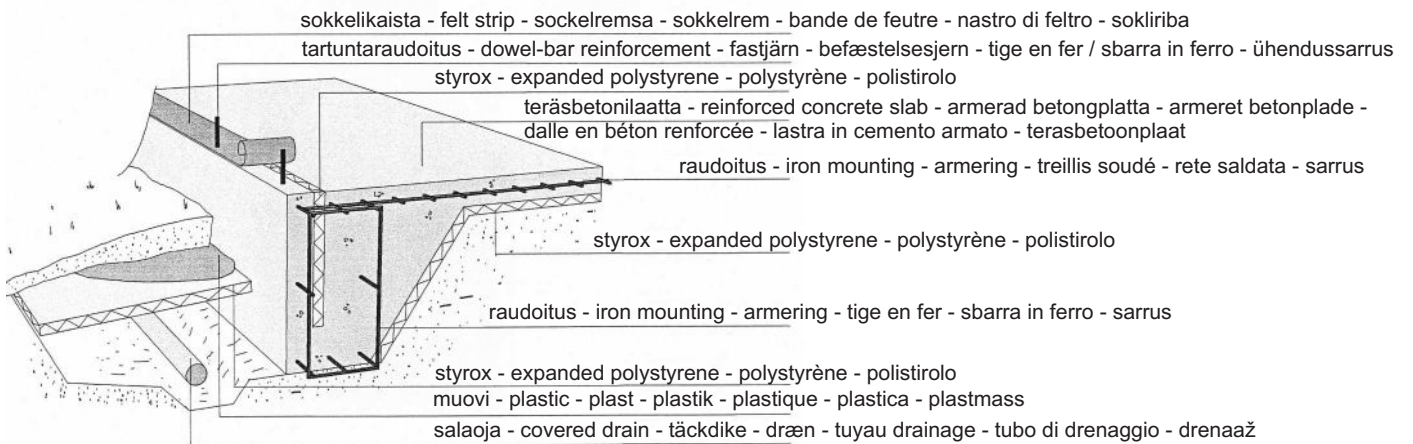 sokkelikaista - felt strip - sockelremsa - sokkelrem - bande de feutre - nastro di feltro - sokliriba
tartuntaraudoitus - dowel-bar reinforcement - fastjärn - befæstelsesjern - tige en fer / sbarra in ferro - ühendussarrus
styrox - expanded polystyrene - polystyrène - polistirolo
teräsbetonilaatta - reinforced concrete slab - armerad betongplatta - armeret betonplade -
dalle en béton renforcée - lastra in cemento armato - terasbetoonplaat
raudoitus - iron mounting - armering - treillis soudé - rete saldata - sarrus
styrox - expanded polystyrene - polystyrène - polistirolo
raudoitus - iron mounting - armering - tige en fer - sbarra in ferro - sarrus
styrox - expanded polystyrene - polystyrène - polistirolo
muovi - plastic - plast - plastik - plastique - plastica - plastmass
salaoja - covered drain - täckdike - dræn - tuyau drainage - tubo di drenaggio - drenaaž